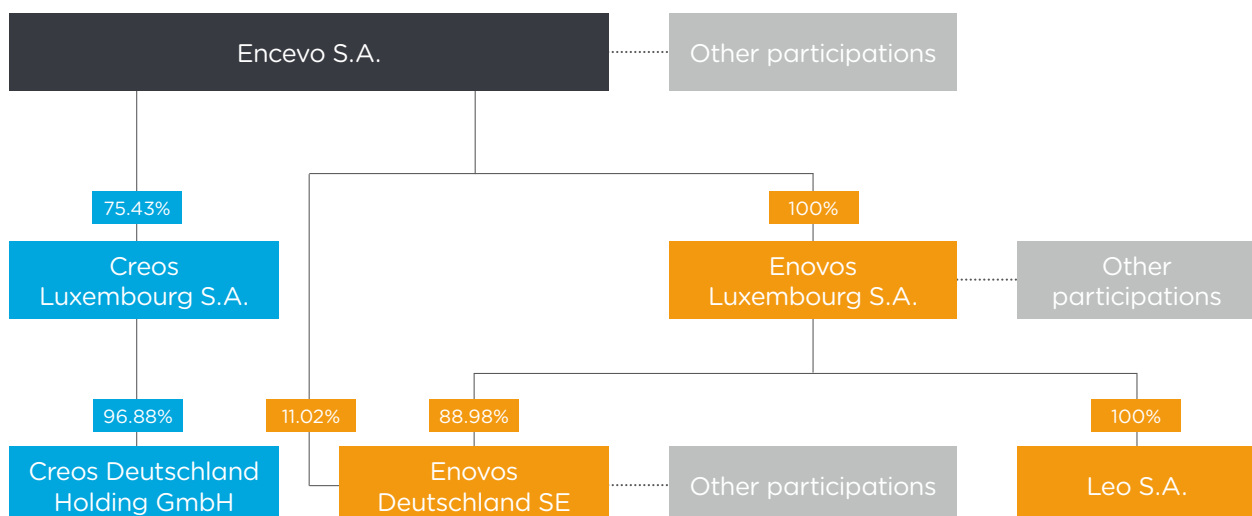 Encevo S.A.
Other participations
75.43%
100%
Creos
Luxembourg S.A.
Enovos
Luxembourg S.A.
Other
participations
96.88%
11.02%
88.98%
100%
Creos Deutschland
Holding GmbH
Enovos
Deutschland SE
Other participations
Leo S.A.